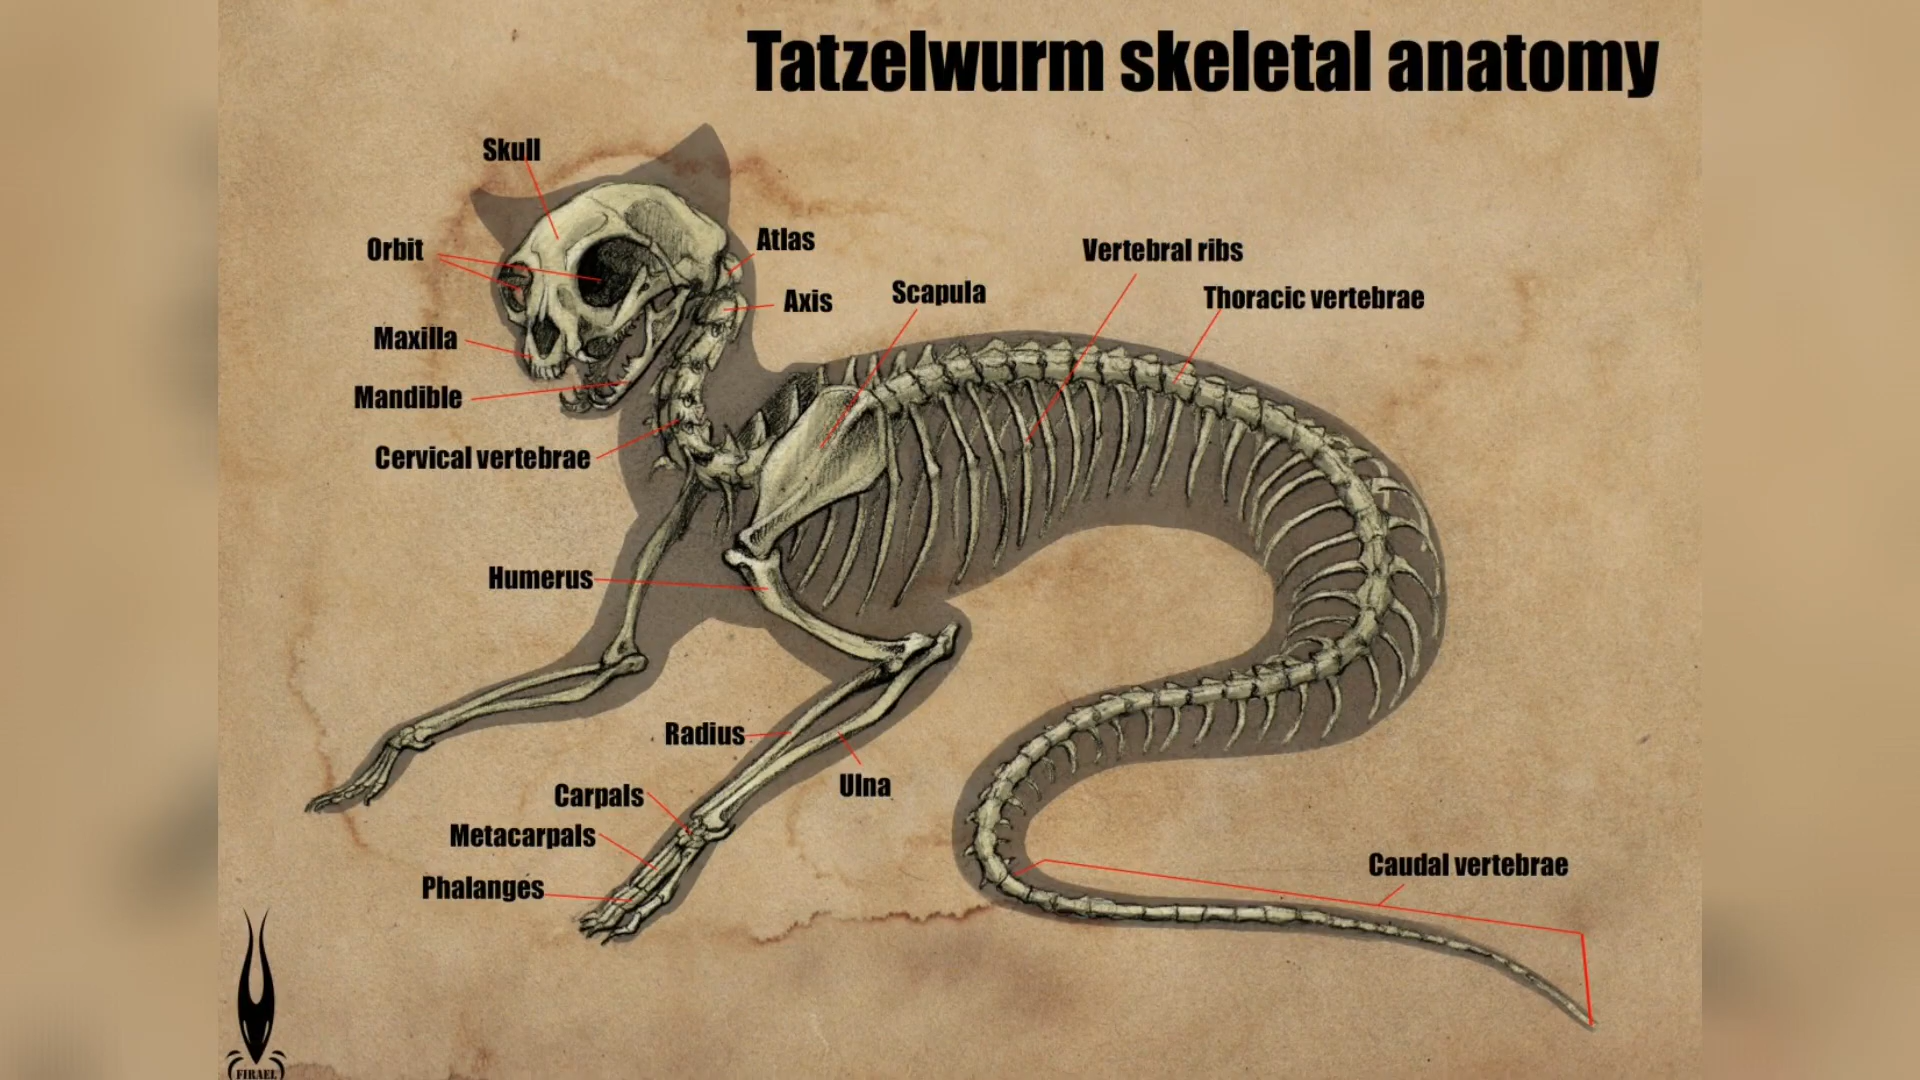 Tatzelwurm skeletal anatomy
Skull
Orbit
Atlas
Vertebral ribs
Scapula
Axis
Thoracic vertebrae
Maxilla
Mandible
Cervical vertebrae
Humerus
Radius
Ulna
Carpals
Metacarpals
Phalanges
Caudal vertebrae
FIRAEL